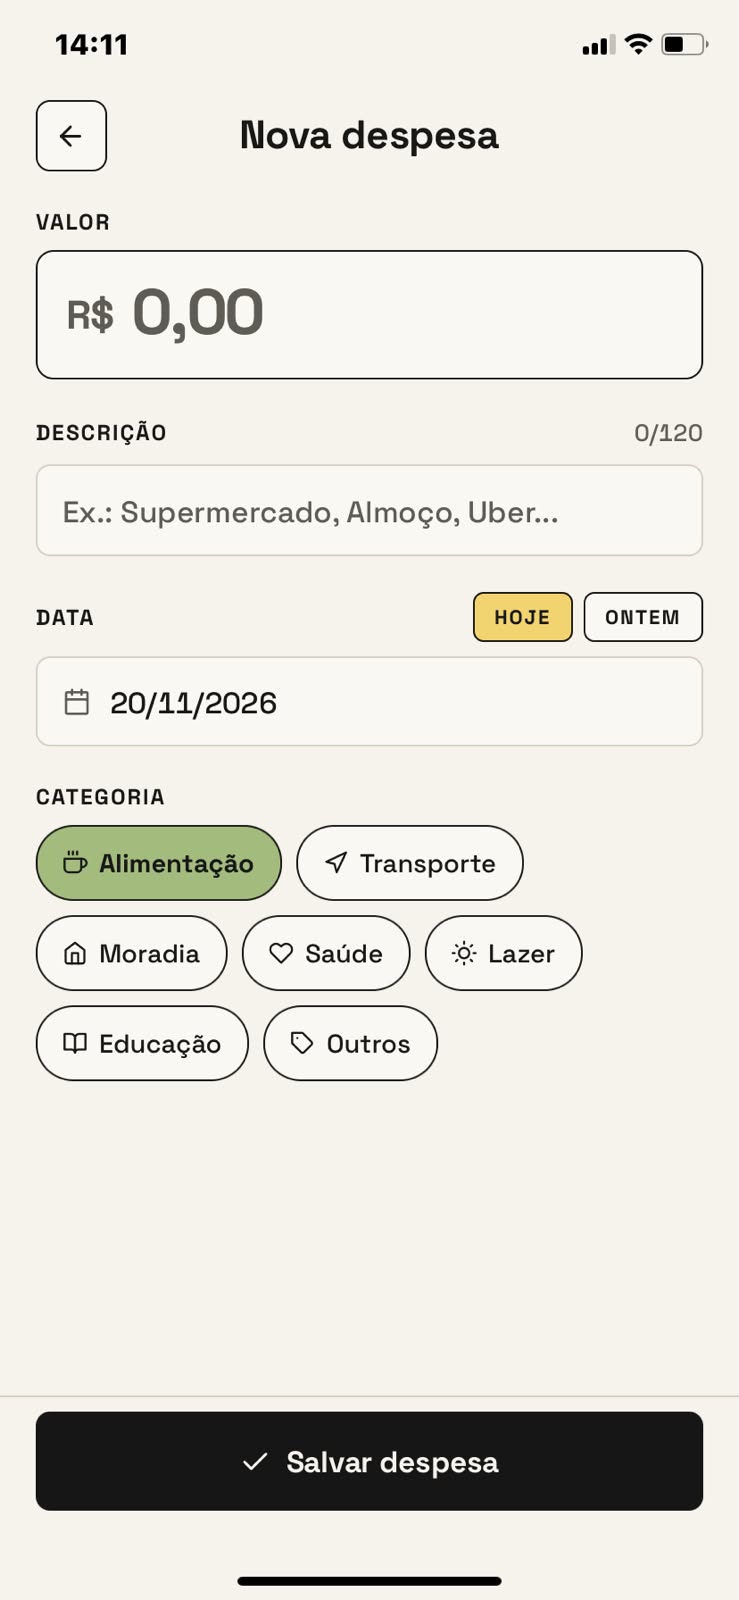 14:11
Nova despesa
VALOR
R$ 0,00
DESCRIÇÃO 0/120
Ex.: Supermercado, Almoço, Uber...
DATA HOJE ONTEM
20/11/2026
CATEGORIA
Alimentação Transporte
Moradia Saúde Lazer
Educação Outros
Salvar despesa